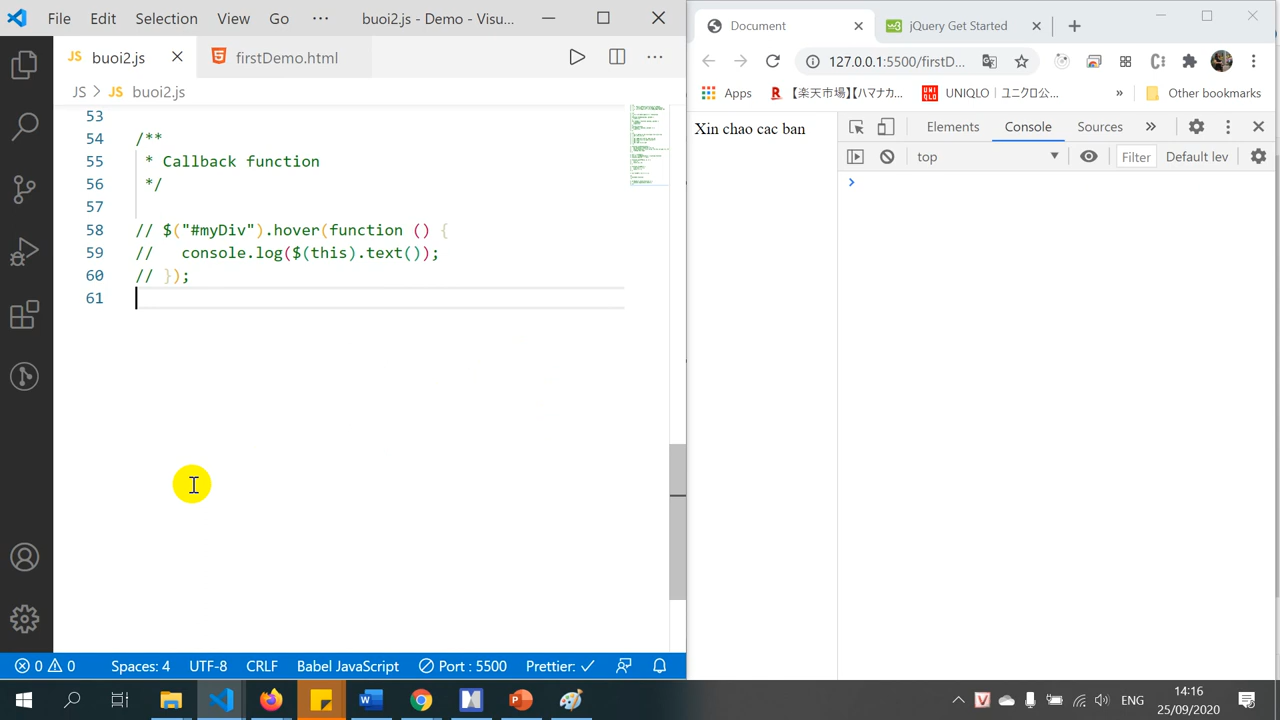 File Edit Selection View Go ··· buoi2.js - Demo - Visu...
JS buoi2.js firstDemo.html ···
JS > JS buoi2.js
53
54 /**
55 * Callback function
56 */
57
58 // $("#myDiv").hover(function () {
59 // console.log($(this).text());
60 // });
61
0 0 Spaces: 4 UTF-8 CRLF Babel JavaScript Port : 5500 Prettier: ✓
Document jQuery Get Started
127.0.0.1:5500/firstD...
Apps 【楽天市場】【ハマナカ... UNIQLO | ユニクロ公... » Other bookmarks
Xin chao cac ban
Elements Console Sources
top Filter Default lev
>
ENG 14:16
25/09/2020